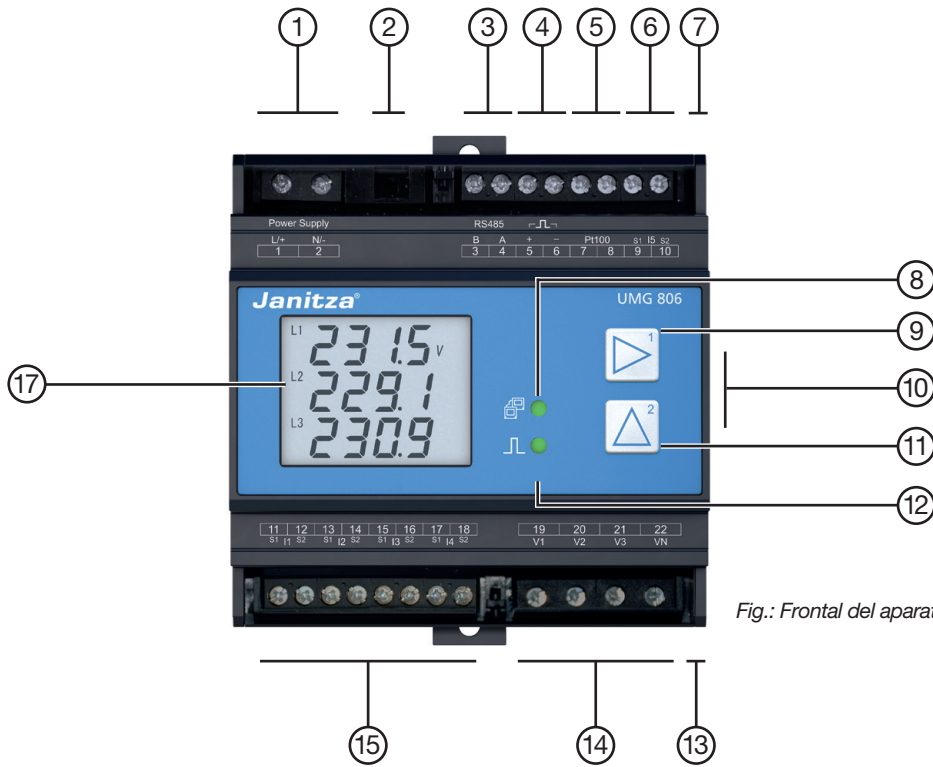 1 2 3 4 5 6 7
Power Supply RS485
L/+ N/- B A + − Pt100 S1 I5 S2
1 2 3 4 5 6 7 8 9 10
Janitza® UMG 806
L1 231.5 V
L2 229.1
L3 230.9
1
2
8
9
10
11
12
17
11 12 13 14 15 16 17 18 19 20 21 22
S1 I1 S2 S1 I2 S2 S1 I3 S2 S1 I4 S2 V1 V2 V3 VN
Fig.: Frontal del aparat
15 14 13